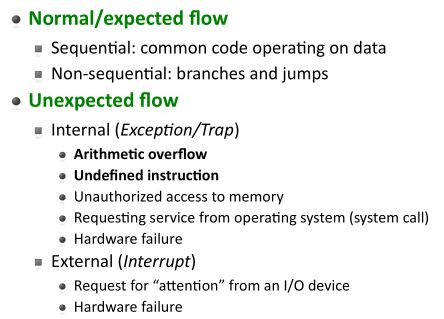 Normal/expected flow
Sequential: common code operating on data
Non-sequential: branches and jumps
Unexpected flow
Internal (Exception/Trap)
Arithmetic overflow
Undefined instruction
Unauthorized access to memory
Requesting service from operating system (system call)
Hardware failure
External (Interrupt)
Request for “attention” from an I/O device
Hardware failure